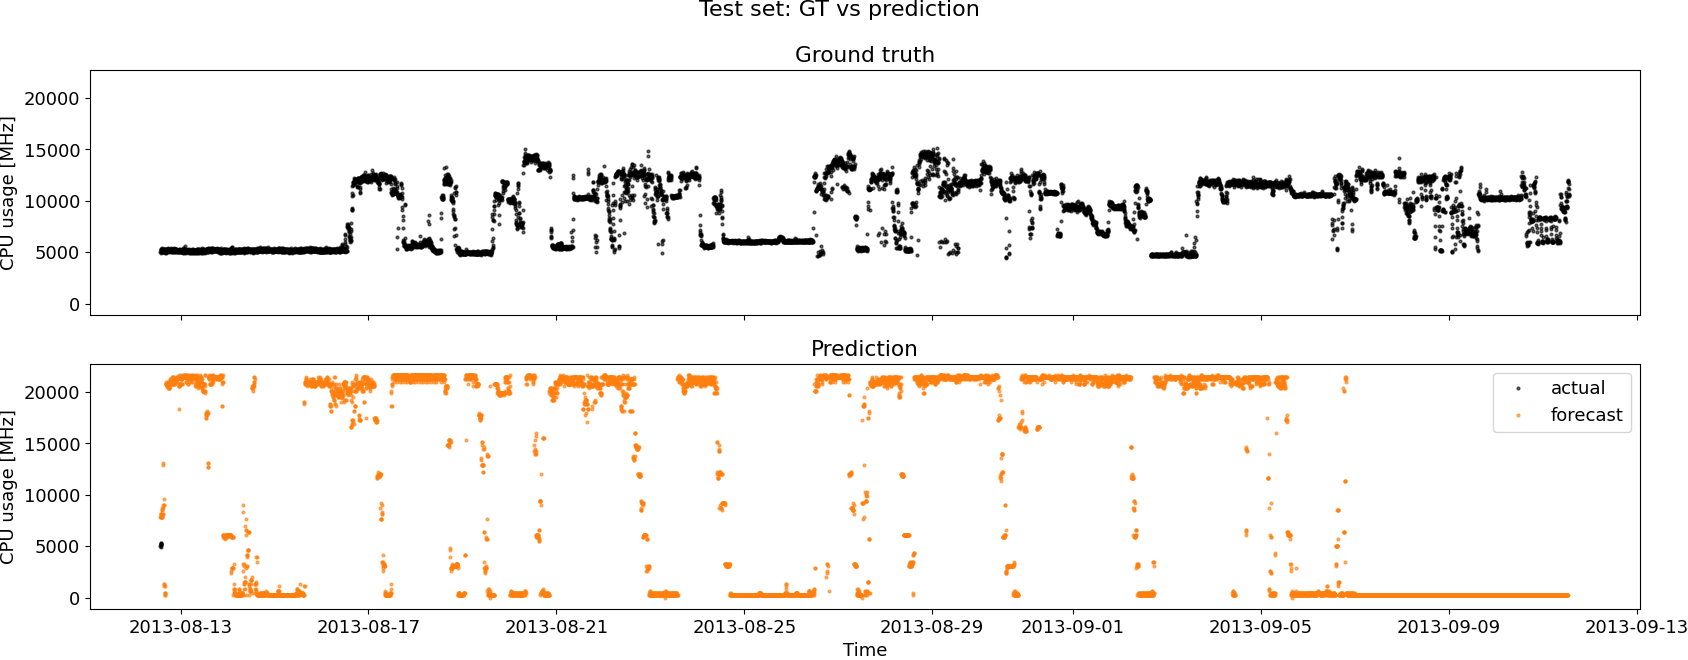 Test set: GT vs prediction
Ground truth
CPU usage [MHz]
20000
15000
10000
5000
0
Prediction
CPU usage [MHz]
20000
15000
10000
5000
0
actual
forecast
2013-08-13 2013-08-17 2013-08-21 2013-08-25 2013-08-29 2013-09-01 2013-09-05 2013-09-09 2013-09-13
Time